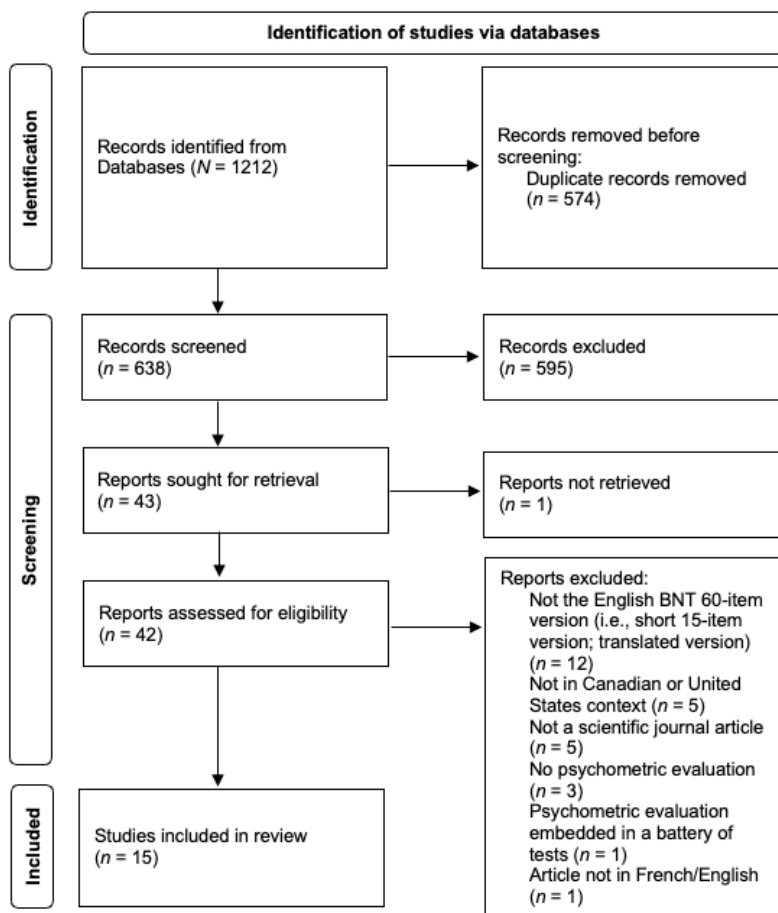 Identification of studies via databases
Identification
Records identified from
Databases (N = 1212)
Records removed before
screening:
Duplicate records removed
(n = 574)
Screening
Records screened
(n = 638)
Records excluded
(n = 595)
Reports sought for retrieval
(n = 43)
Reports not retrieved
(n = 1)
Reports assessed for eligibility
(n = 42)
Reports excluded:
Not the English BNT 60-item
version (i.e., short 15-item
version; translated version)
(n = 12)
Not in Canadian or United
States context (n = 5)
Not a scientific journal article
(n = 5)
No psychometric evaluation
(n = 3)
Psychometric evaluation
embedded in a battery of
tests (n = 1)
Article not in French/English
(n = 1)
Included
Studies included in review
(n = 15)